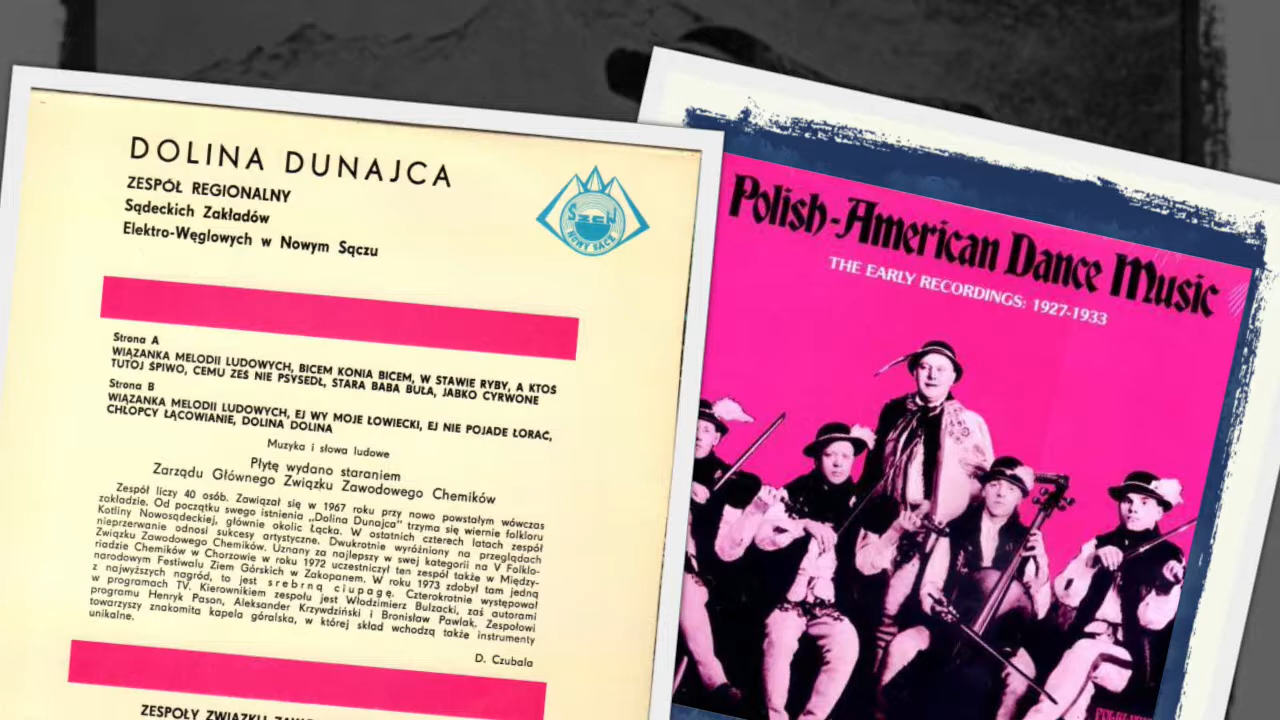 DOLINA DUNAJCA
ZESPÓŁ REGIONALNY
Sądeckich Zakładów
Elektro-Węglowych w Nowym Sączu
SZEW
NOWY SĄCZ
Strona A
WIĄZANKA MELODII LUDOWYCH, BICEM KONIA BICEM, W STAWIE RYBY, A KTOS
TUTOJ ŚPIWO, CEMU ZEŚ NIE PSYSEDŁ, STARA BABA BUŁA, JABKO CYRWONE
Strona B
WIĄZANKA MELODII LUDOWYCH, EJ WY MOJE ŁOWIECKI, EJ NIE POJADE ŁORAĆ,
CHŁOPCY ŁĄCOWIANIE, DOLINA DOLINA
Muzyka i słowa ludowe
Płytę wydano staraniem
Zarządu Głównego Związku Zawodowego Chemików
Zespół liczy 40 osób. Zawiązał się w 1967 roku przy nowo powstałym wówczas
zakładzie. Od początku swego istnienia „Dolina Dunajca" trzyma się wiernie folkloru
Kotliny Nowosądeckiej, głównie okolic Łącka. W ostatnich czterech latach zespół
nieprzerwanie odnosi sukcesy artystyczne. Dwukrotnie wyróżniony na przeglądach
Związku Zawodowego Chemików. Uznany za najlepszy w swej kategorii na V Folklo-
riadzie Chemików w Chorzowie w roku 1972 uczestniczył ten zespół także w Między-
narodowym Festiwalu Ziem Górskich w Zakopanem. W roku 1973 zdobył tam jedną
z najwyższych nagród, to jest srebrną ciupagę. Czterokrotnie występował
w programach TV. Kierownikiem zespołu jest Włodzimierz Bulzacki, zaś autorami
programu Henryk Pason, Aleksander Krzywdziński i Bronisław Pawlak. Zespołowi
towarzyszy znakomita kapela góralska, w której skład wchodzą także instrumenty
unikalne.
D. Czubala
Polish-American Dance Music
THE EARLY RECORDINGS: 1927-1933